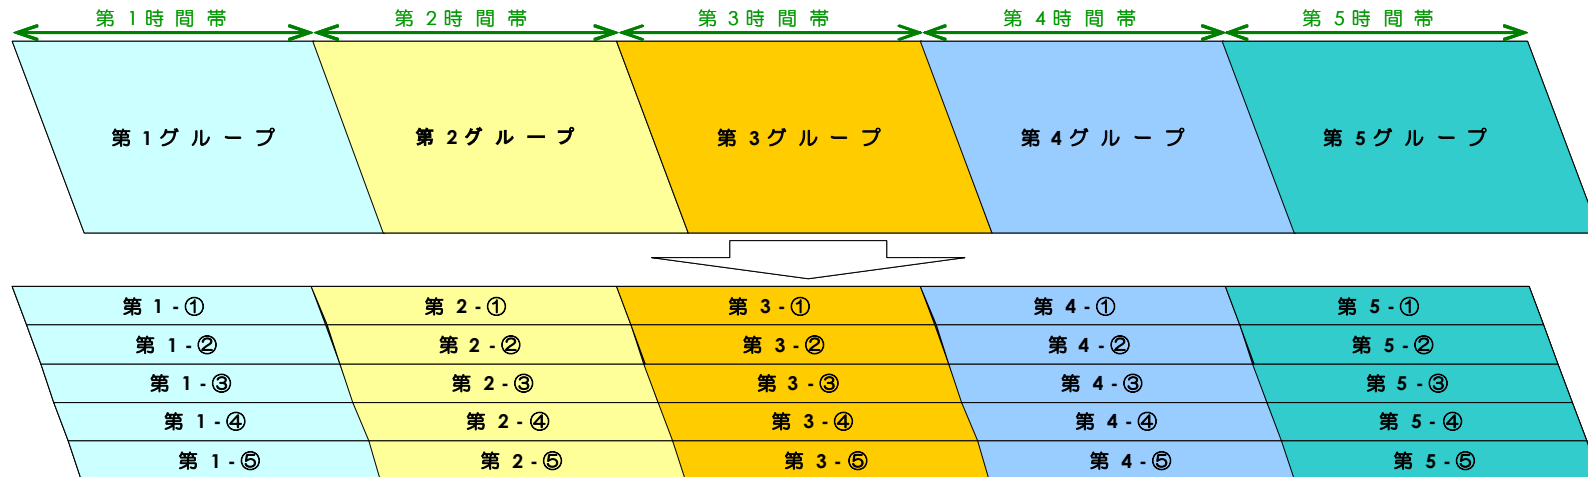 第1時間帯 第2時間帯 第3時間帯 第4時間帯 第5時間帯
第1グループ 第2グループ 第3グループ 第4グループ 第5グループ
第1-① 第2-① 第3-① 第4-① 第5-①
第1-② 第2-② 第3-② 第4-② 第5-②
第1-③ 第2-③ 第3-③ 第4-③ 第5-③
第1-④ 第2-④ 第3-④ 第4-④ 第5-④
第1-⑤ 第2-⑤ 第3-⑤ 第4-⑤ 第5-⑤